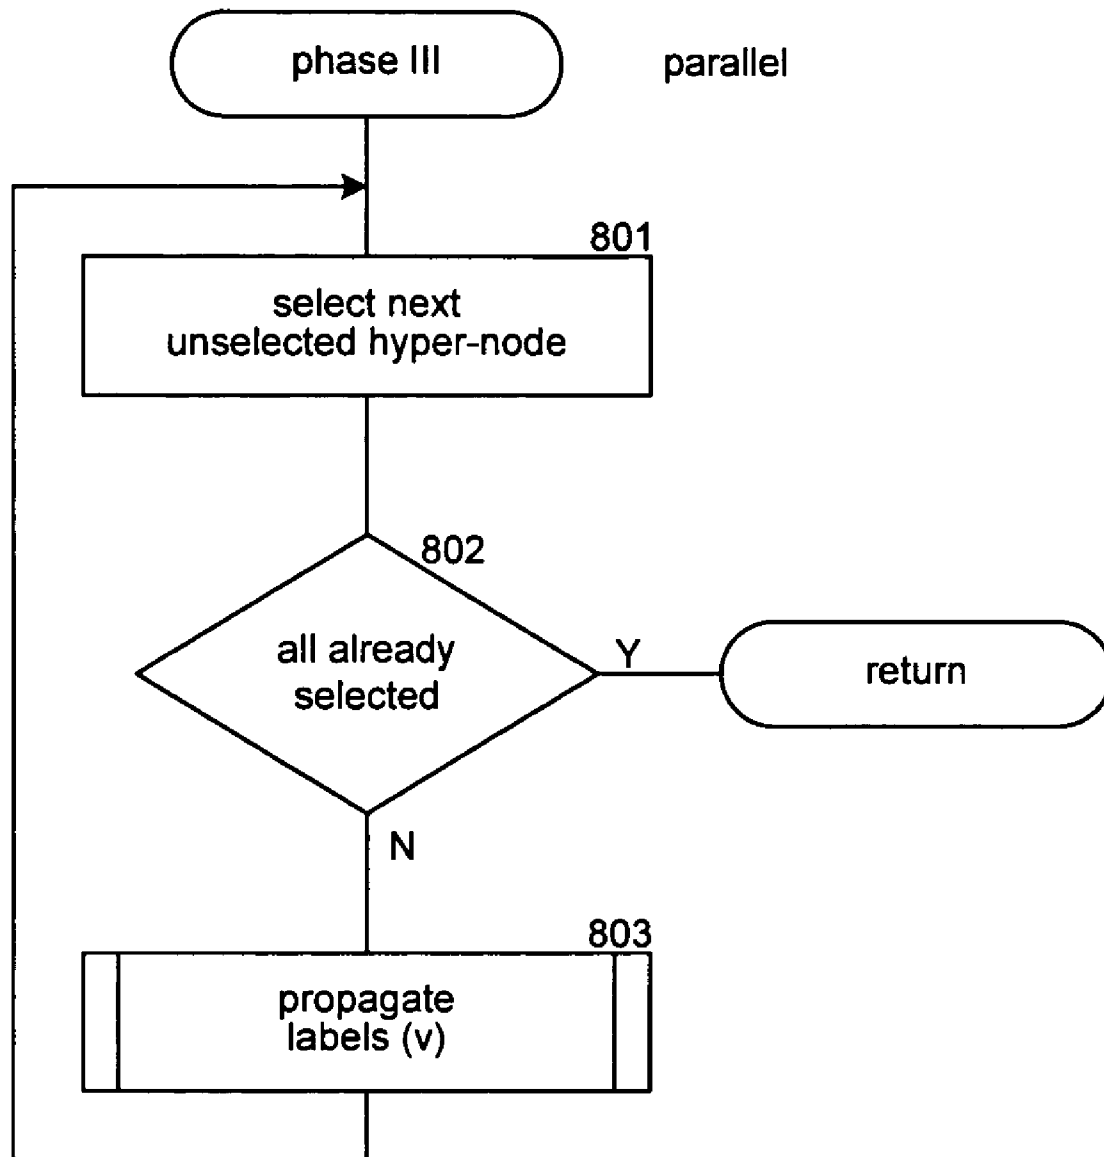 phase III
parallel
801
select next
unselected hyper-node
802
all already
selected
Y
return
N
803
propagate
labels (v)